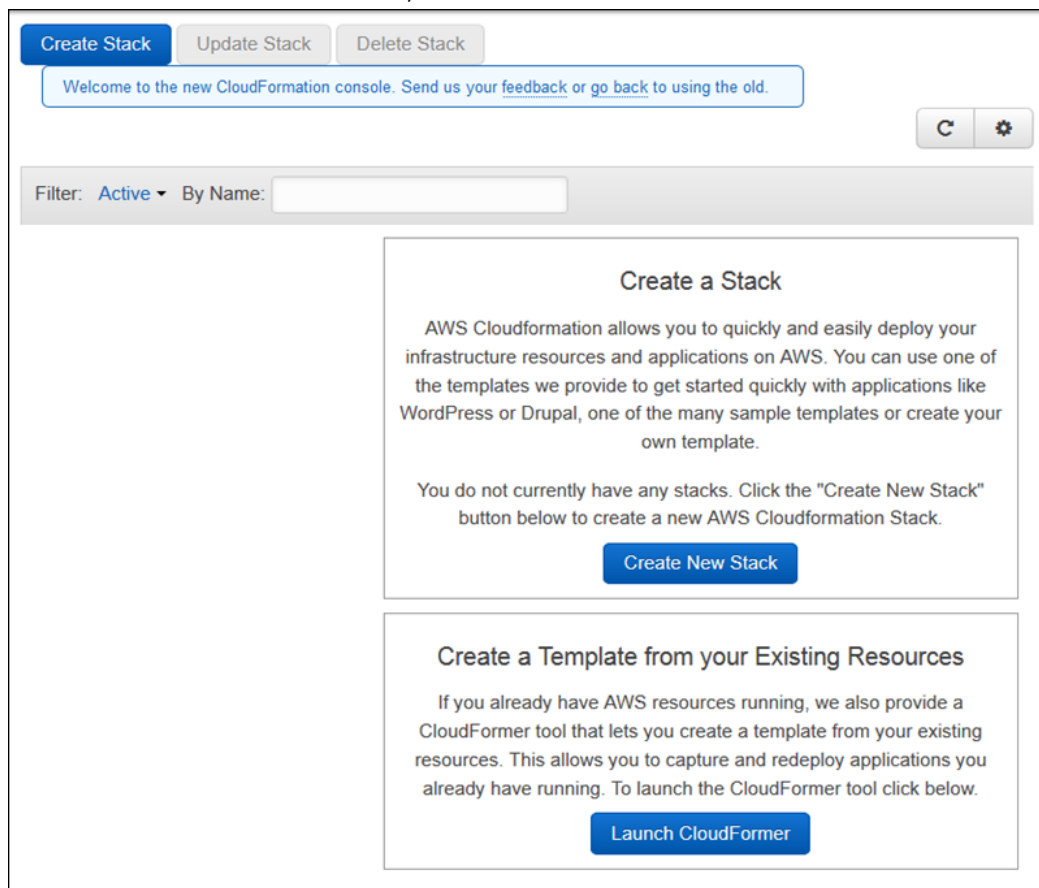 Create Stack Update Stack Delete Stack
Welcome to the new CloudFormation console. Send us your feedback or go back to using the old.
Filter: Active By Name:
Create a Stack
AWS Cloudformation allows you to quickly and easily deploy your
infrastructure resources and applications on AWS. You can use one of
the templates we provide to get started quickly with applications like
WordPress or Drupal, one of the many sample templates or create your
own template.
You do not currently have any stacks. Click the "Create New Stack"
button below to create a new AWS Cloudformation Stack.
Create New Stack
Create a Template from your Existing Resources
If you already have AWS resources running, we also provide a
CloudFormer tool that lets you create a template from your existing
resources. This allows you to capture and redeploy applications you
already have running. To launch the CloudFormer tool click below.
Launch CloudFormer